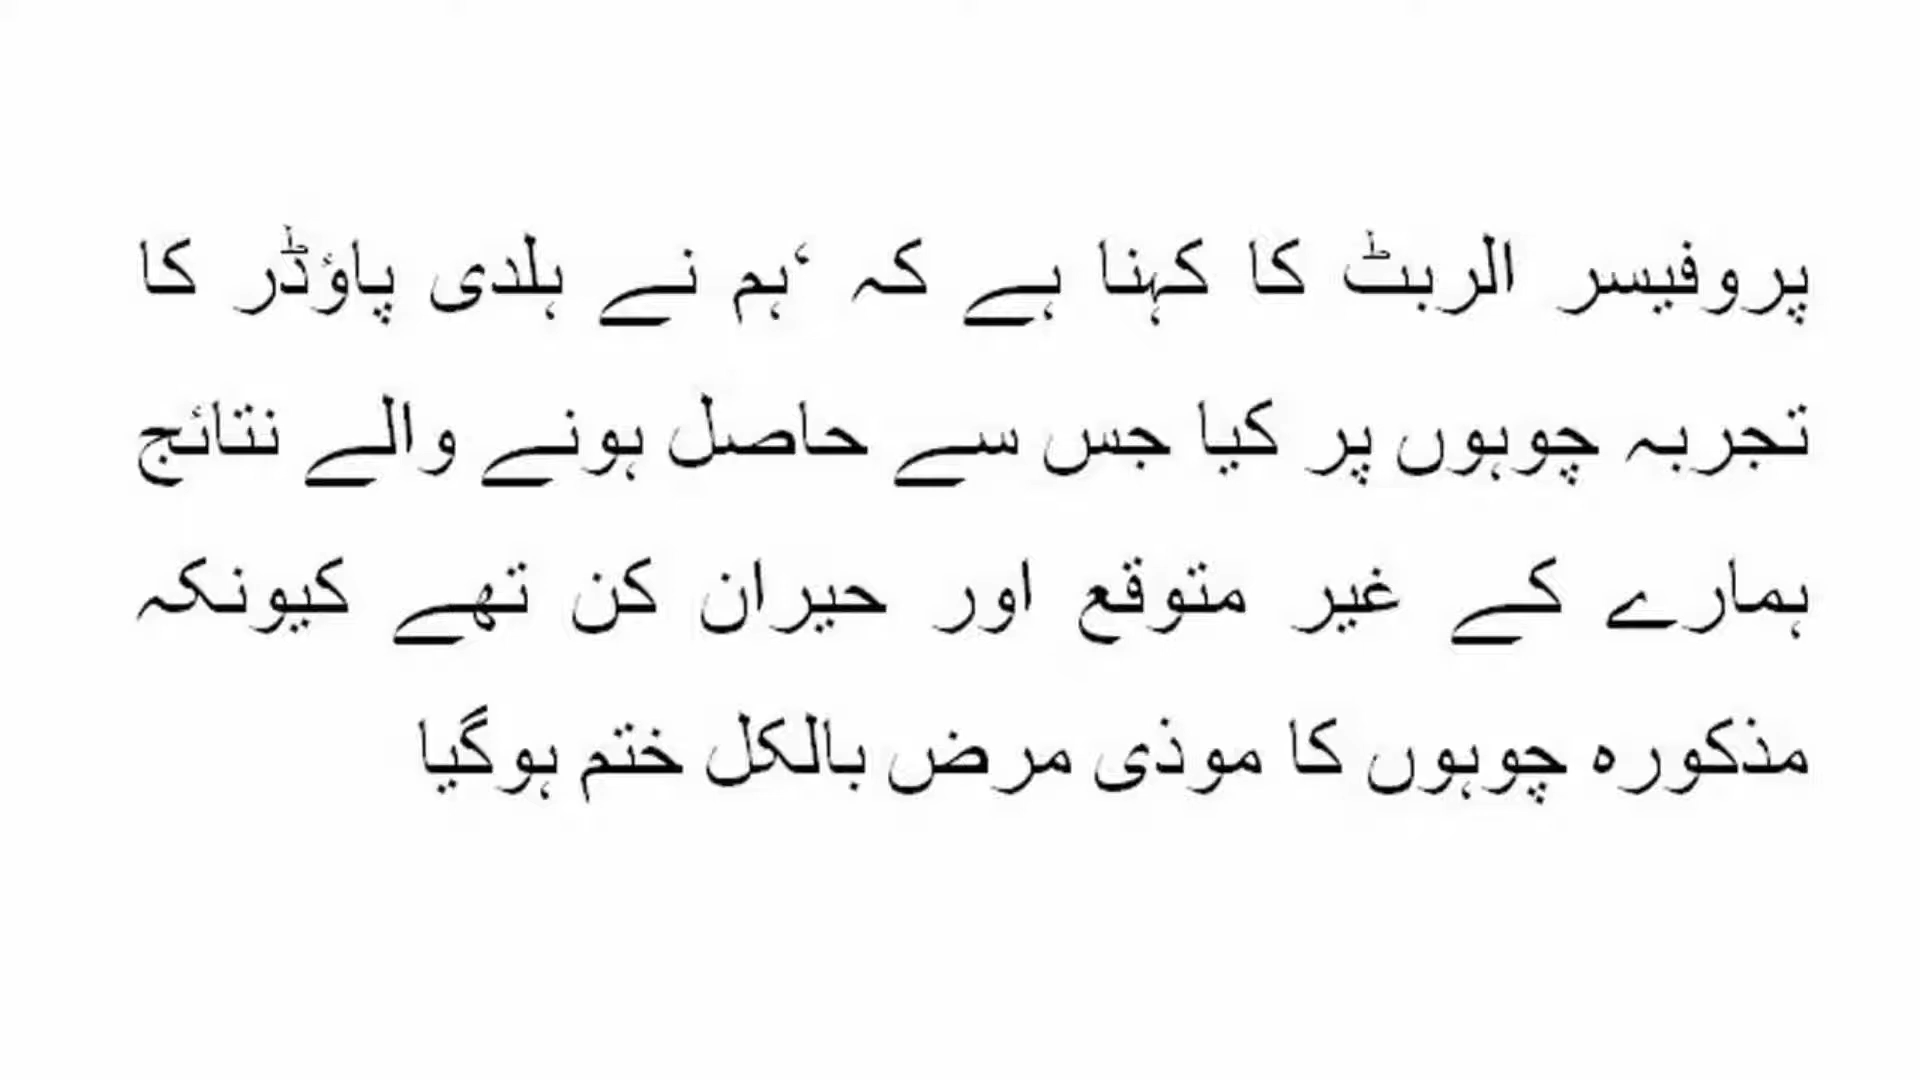 پروفیسر الربٹ کا کہنا ہے کہ ‘ہم نے ہلدی پاؤڈر کا
تجربہ چوہوں پر کیا جس سے حاصل ہونے والے نتائج
ہمارے کے غیر متوقع اور حیران کن تھے کیونکہ
مذکورہ چوہوں کا موذی مرض بالکل ختم ہوگیا